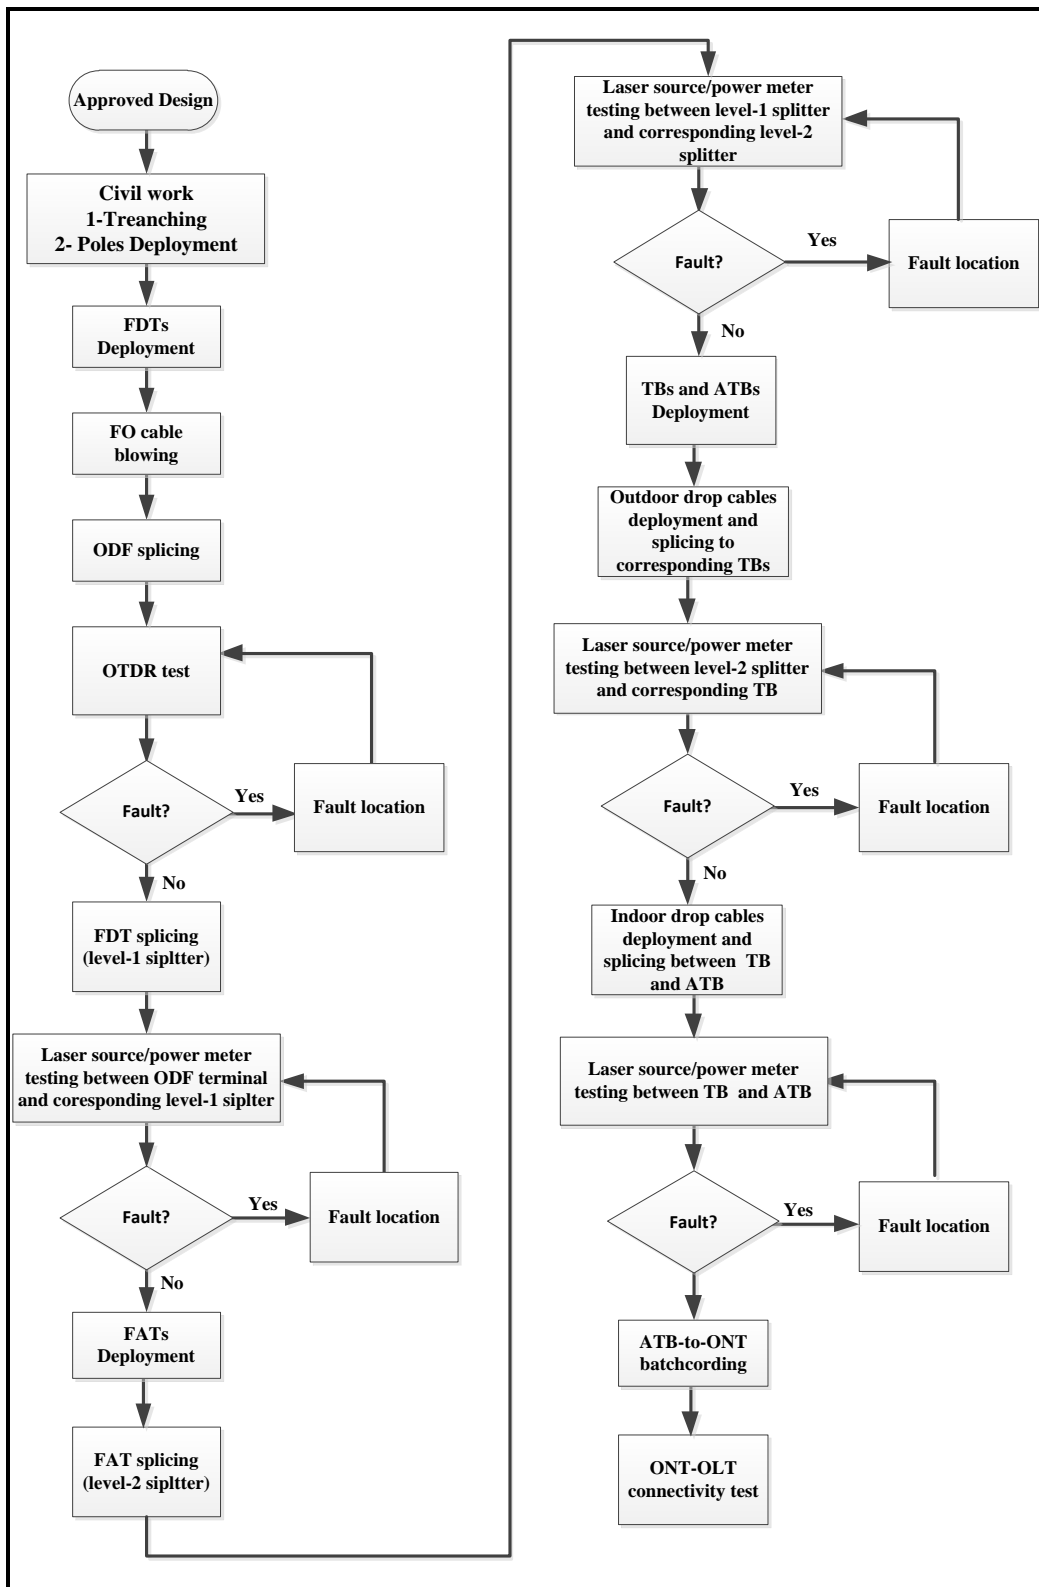 Approved Design
Civil work
1-Treanching
2- Poles Deployment
FDTs
Deployment
FO cable
blowing
ODF splicing
OTDR test
Fault?
Yes
Fault location
No
FDT splicing
(level-1 sipltter)
Laser source/power meter
testing between ODF terminal
and coresponding level-1 siplter
Fault?
Yes
Fault location
No
FATs
Deployment
FAT splicing
(level-2 sipltter)
Laser source/power meter
testing between level-1 splitter
and corresponding level-2
splitter
Fault?
Yes
Fault location
No
TBs and ATBs
Deployment
Outdoor drop cables
deployment and
splicing to
corresponding TBs
Laser source/power meter
testing between level-2 splitter
and corresponding TB
Fault?
Yes
Fault location
No
Indoor drop cables
deployment and
splicing between TB
and ATB
Laser source/power meter
testing between TB and ATB
Fault?
Yes
Fault location
ATB-to-ONT
batchcording
ONT-OLT
connectivity test